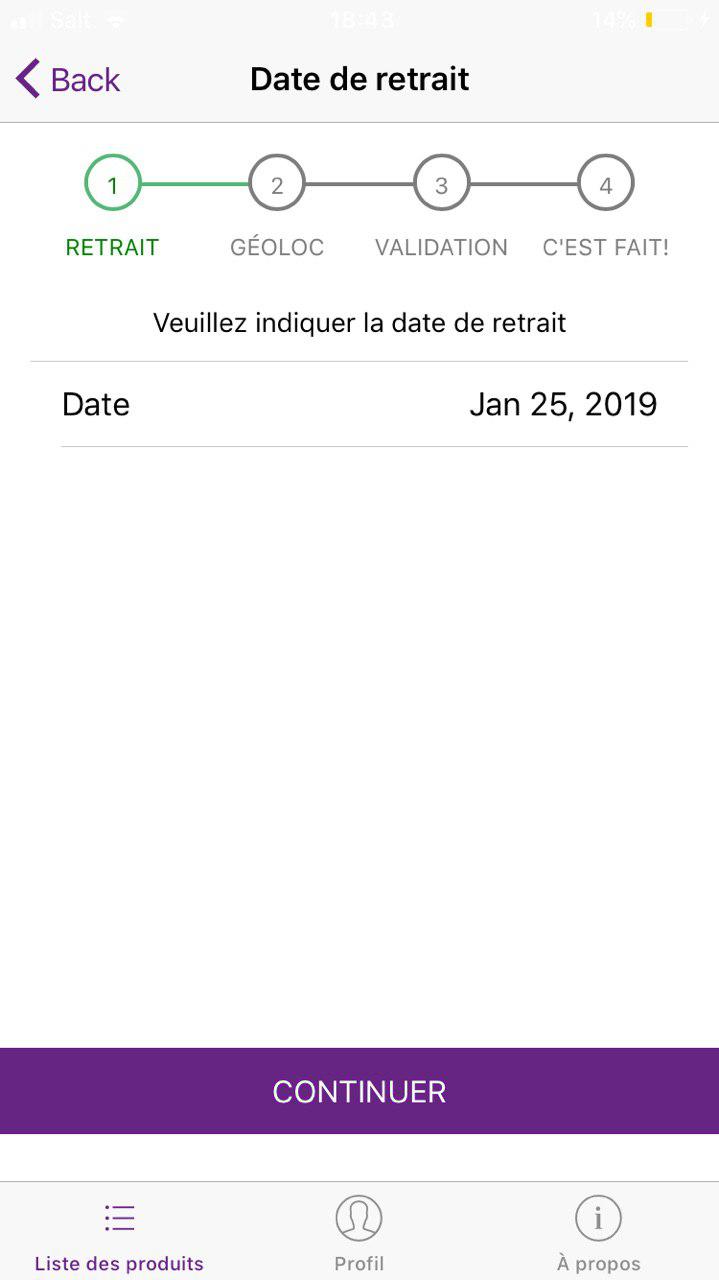 Salt. 18:43 14%
Back Date de retrait
1 2 3 4
RETRAIT GÉOLOC VALIDATION C'EST FAIT!
Veuillez indiquer la date de retrait
Date Jan 25, 2019
CONTINUER
Liste des produits Profil À propos